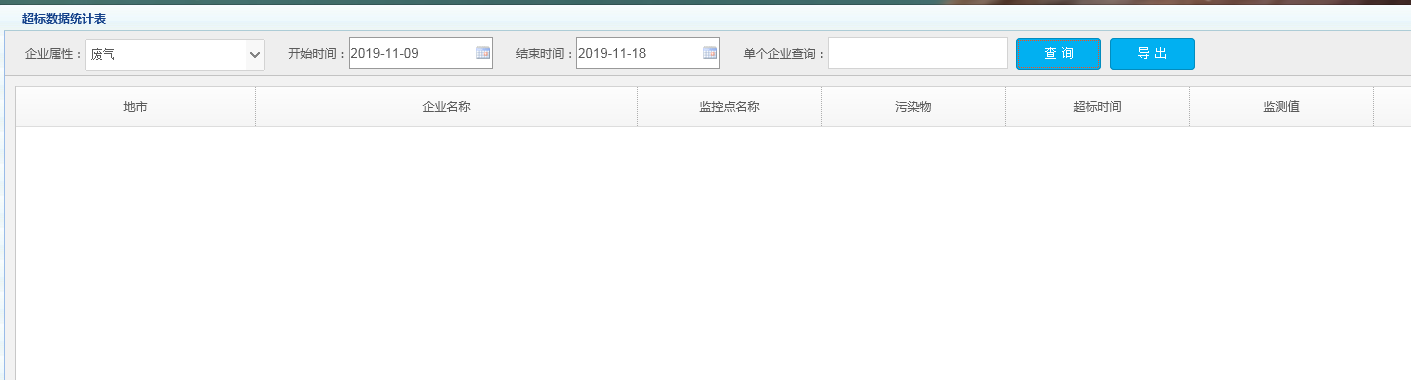 超标数据统计表
企业属性： 废气 开始时间： 2019-11-09 结束时间： 2019-11-18 单个企业查询： 查 询 导 出
地市 企业名称 监控点名称 污染物 超标时间 监测值